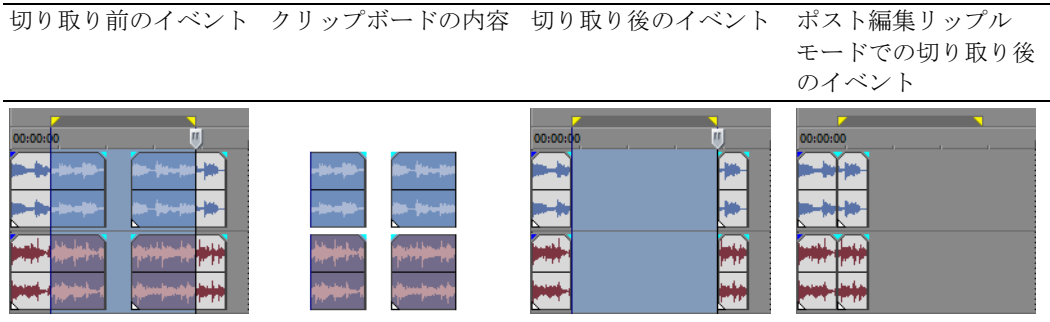 切り取り前のイベント
クリップボードの内容
切り取り後のイベント
ポスト編集リップル
モードでの切り取り後
のイベント
00:00:00
00:00:00
00:00:00